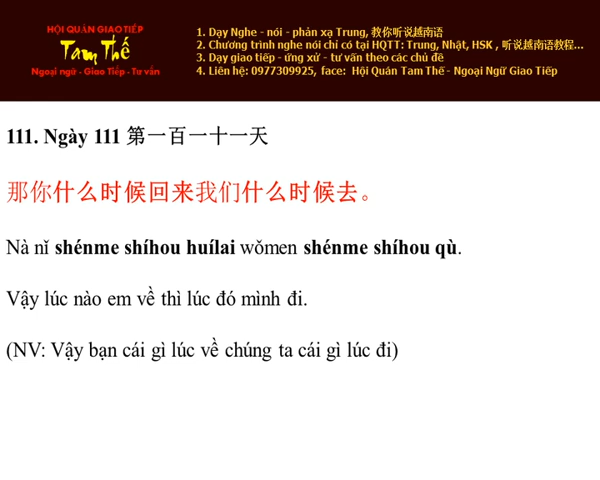 HỘI QUÁN GIAO TIẾP
Tam Thế
Ngoại ngữ - Giao Tiếp - Tư vấn
1. Dạy Nghe - nói - phản xạ Trung, 教你听说越南语
2. Chương trình nghe nói chỉ có tại HQTT: Trung, Nhật, HSK , 听说越南语教程...
3. Dạy giao tiếp - ứng xử - tư vấn theo các chủ đề
4. Liên hệ: 0977309925, face: Hội Quán Tam Thế - Ngoại Ngữ Giao Tiếp
111. Ngày 111 第一百一十一天
那你什么时候回来我们什么时候去。
Nà nǐ shénme shíhou huílai wǒmen shénme shíhou qù.
Vậy lúc nào em về thì lúc đó mình đi.
(NV: Vậy bạn cái gì lúc về chúng ta cái gì lúc đi)